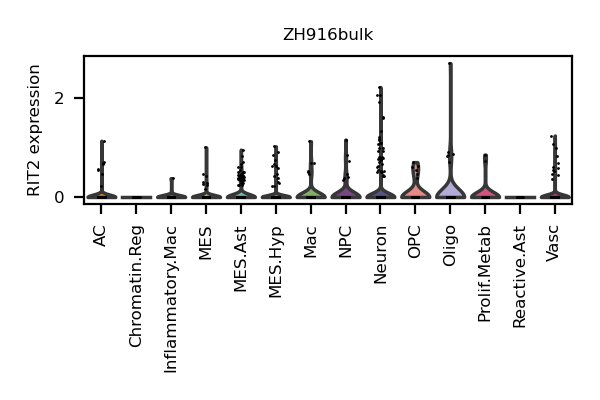 ZH916bulk
RIT2 expression
2
0
AC
Chromatin.Reg
Inflammatory.Mac
MES
MES.Ast
MES.Hyp
Mac
NPC
Neuron
OPC
Oligo
Prolif.Metab
Reactive.Ast
Vasc